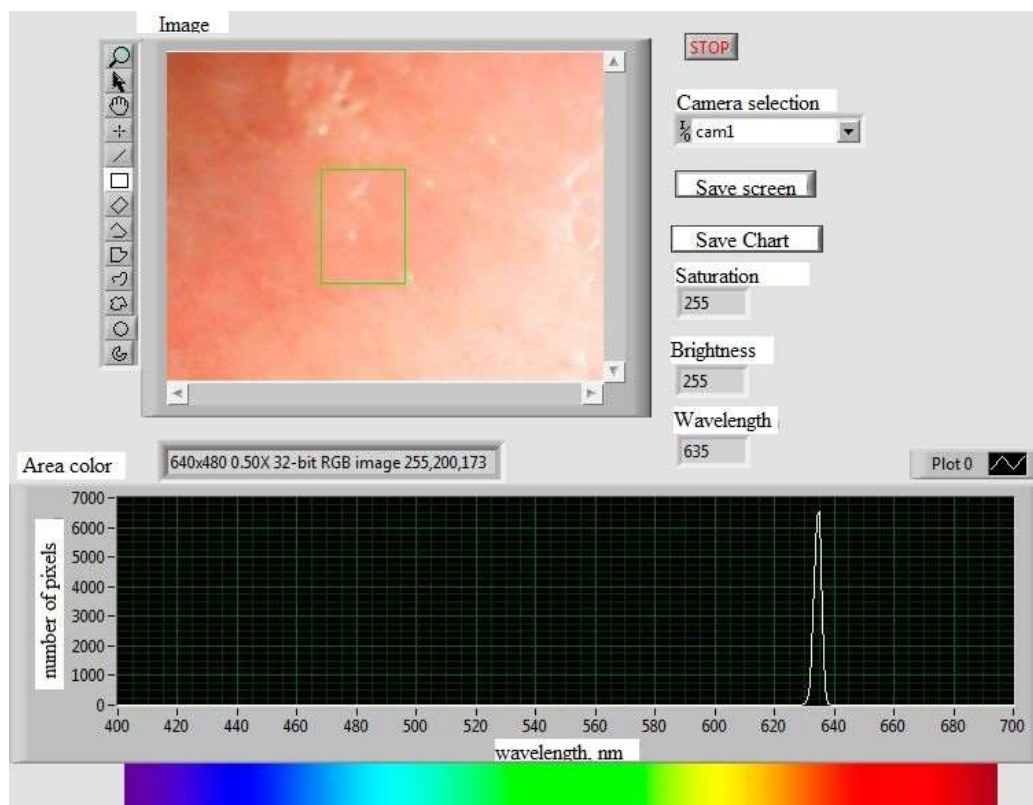 Image
STOP
Camera selection
I/0 cam1
Save screen
Save Chart
Saturation
255
Brightness
255
Wavelength
635
Area color
640x480 0.50X 32-bit RGB image 255,200,173
Plot 0
number of pixels
7000
6000
5000
4000
3000
2000
1000
0
400 420 440 460 480 500 520 540 560 580 600 620 640 660 680 700
wavelength, nm